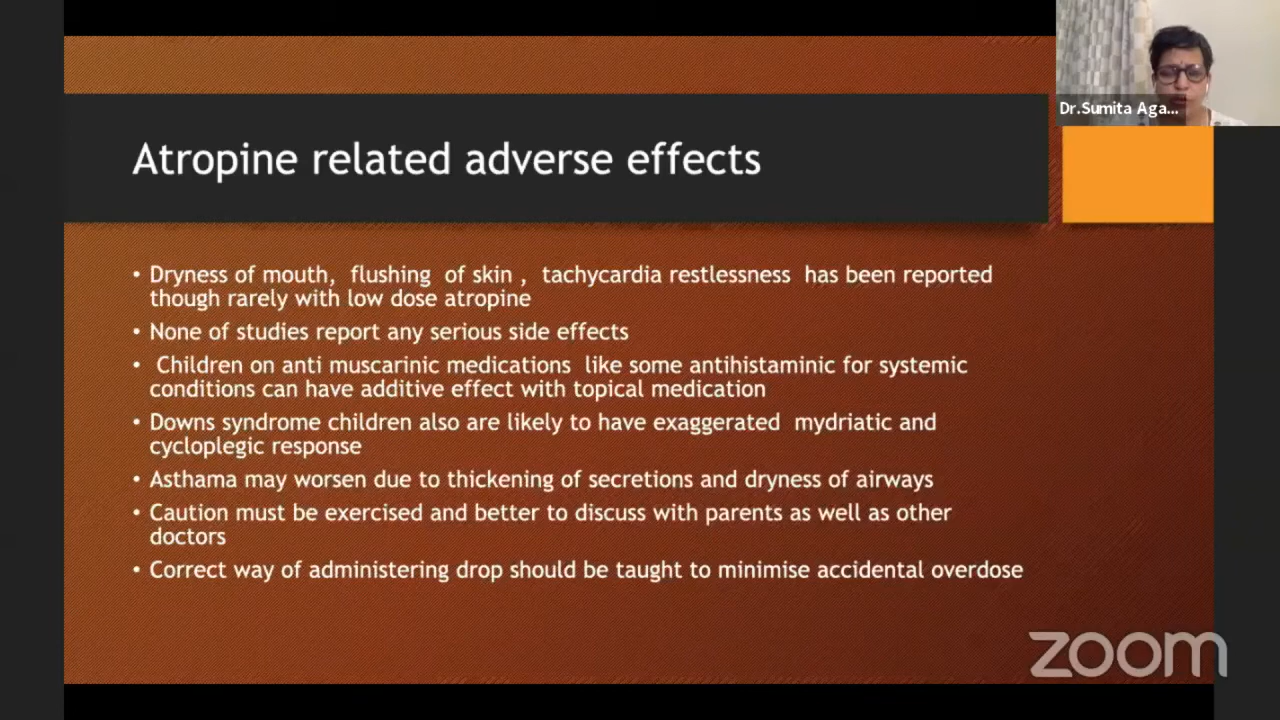 Dr.Sumita Aga...
Atropine related adverse effects
• Dryness of mouth, flushing of skin , tachycardia restlessness has been reported
though rarely with low dose atropine
• None of studies report any serious side effects
• Children on anti muscarinic medications like some antihistaminic for systemic
conditions can have additive effect with topical medication
• Downs syndrome children also are likely to have exaggerated mydriatic and
cycloplegic response
• Asthama may worsen due to thickening of secretions and dryness of airways
• Caution must be exercised and better to discuss with parents as well as other
doctors
• Correct way of administering drop should be taught to minimise accidental overdose
zoom